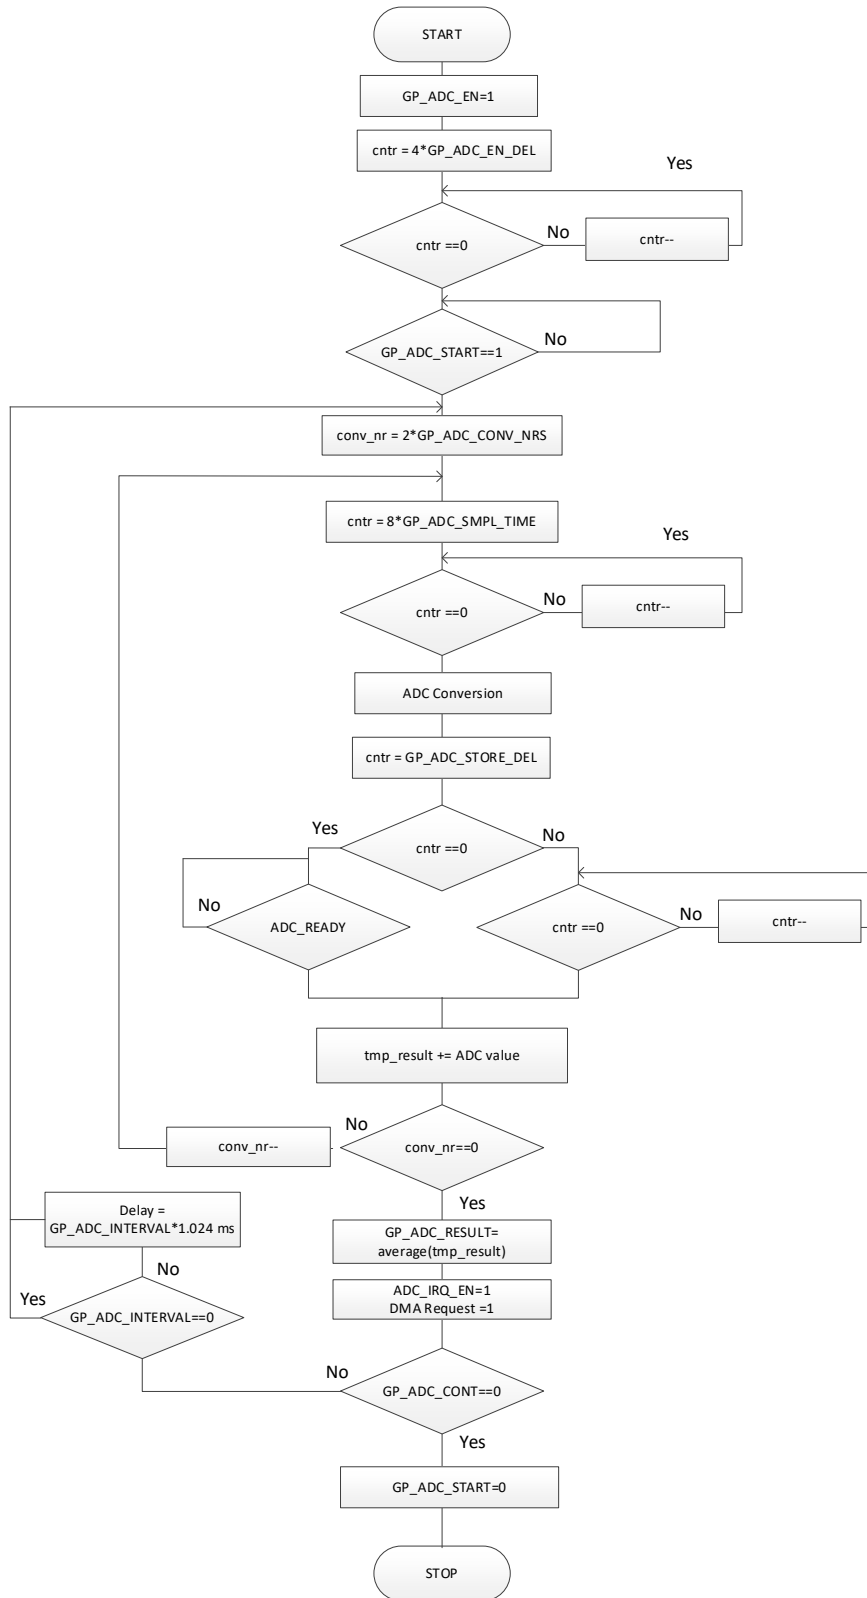 START
GP_ADC_EN=1
cntr = 4*GP_ADC_EN_DEL
Yes
cntr ==0
No
cntr--
GP_ADC_START==1
No
conv_nr = 2*GP_ADC_CONV_NRS
cntr = 8*GP_ADC_SMPL_TIME
Yes
cntr ==0
No
cntr--
ADC Conversion
cntr = GP_ADC_STORE_DEL
Yes
cntr ==0
No
No
ADC_READY
cntr ==0
No
cntr--
tmp_result += ADC value
conv_nr--
No
conv_nr==0
Yes
Delay =
GP_ADC_INTERVAL*1.024 ms
GP_ADC_RESULT=
average(tmp_result)
No
Yes
GP_ADC_INTERVAL==0
ADC_IRQ_EN=1
DMA Request =1
No
GP_ADC_CONT==0
Yes
GP_ADC_START=0
STOP